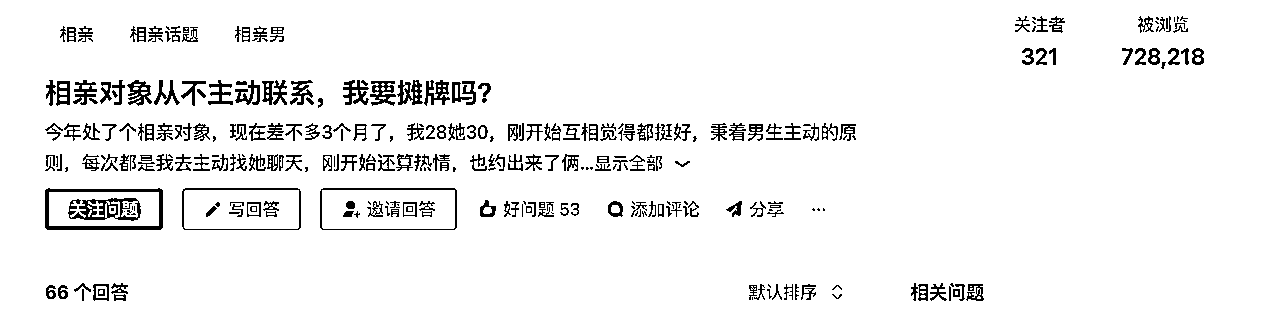 相亲 相亲话题 相亲男
关注者 被浏览
321 728,218
相亲对象从不主动联系，我要摊牌吗？
今年处了个相亲对象，现在差不多3个月了，我28她30，刚开始互相觉得都挺好，秉着男生主动的原
则，每次都是我去主动找她聊天，刚开始还算热情，也约出来了俩...显示全部
关注问题 写回答 邀请回答 好问题 53 添加评论 分享 ...
66 个回答 默认排序 相关问题